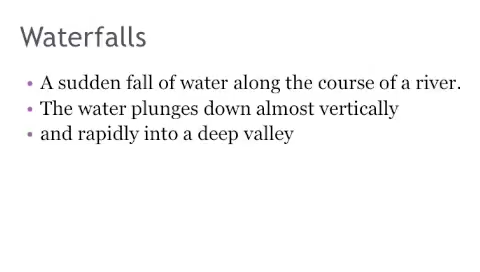 Waterfalls
• A sudden fall of water along the course of a river.
• The water plunges down almost vertically
• and rapidly into a deep valley